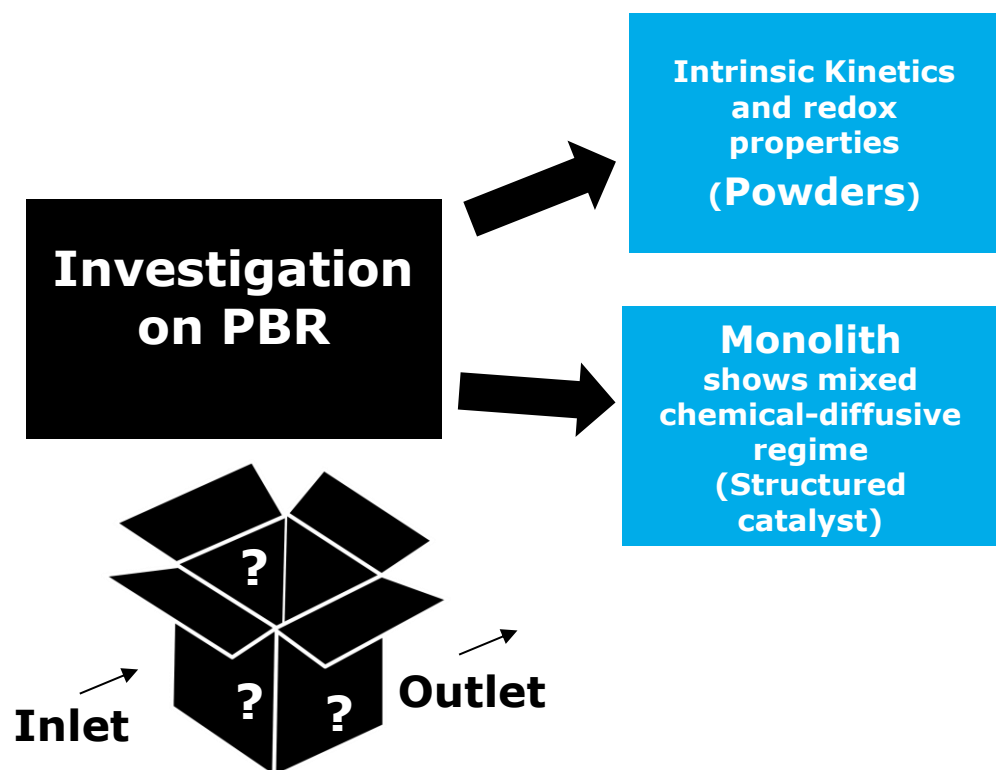 Intrinsic Kinetics
and redox
properties
(Powders)
Investigation
on PBR
Monolith
shows mixed
chemical-diffusive
regime
(Structured
catalyst)
?
?
?
Inlet
Outlet